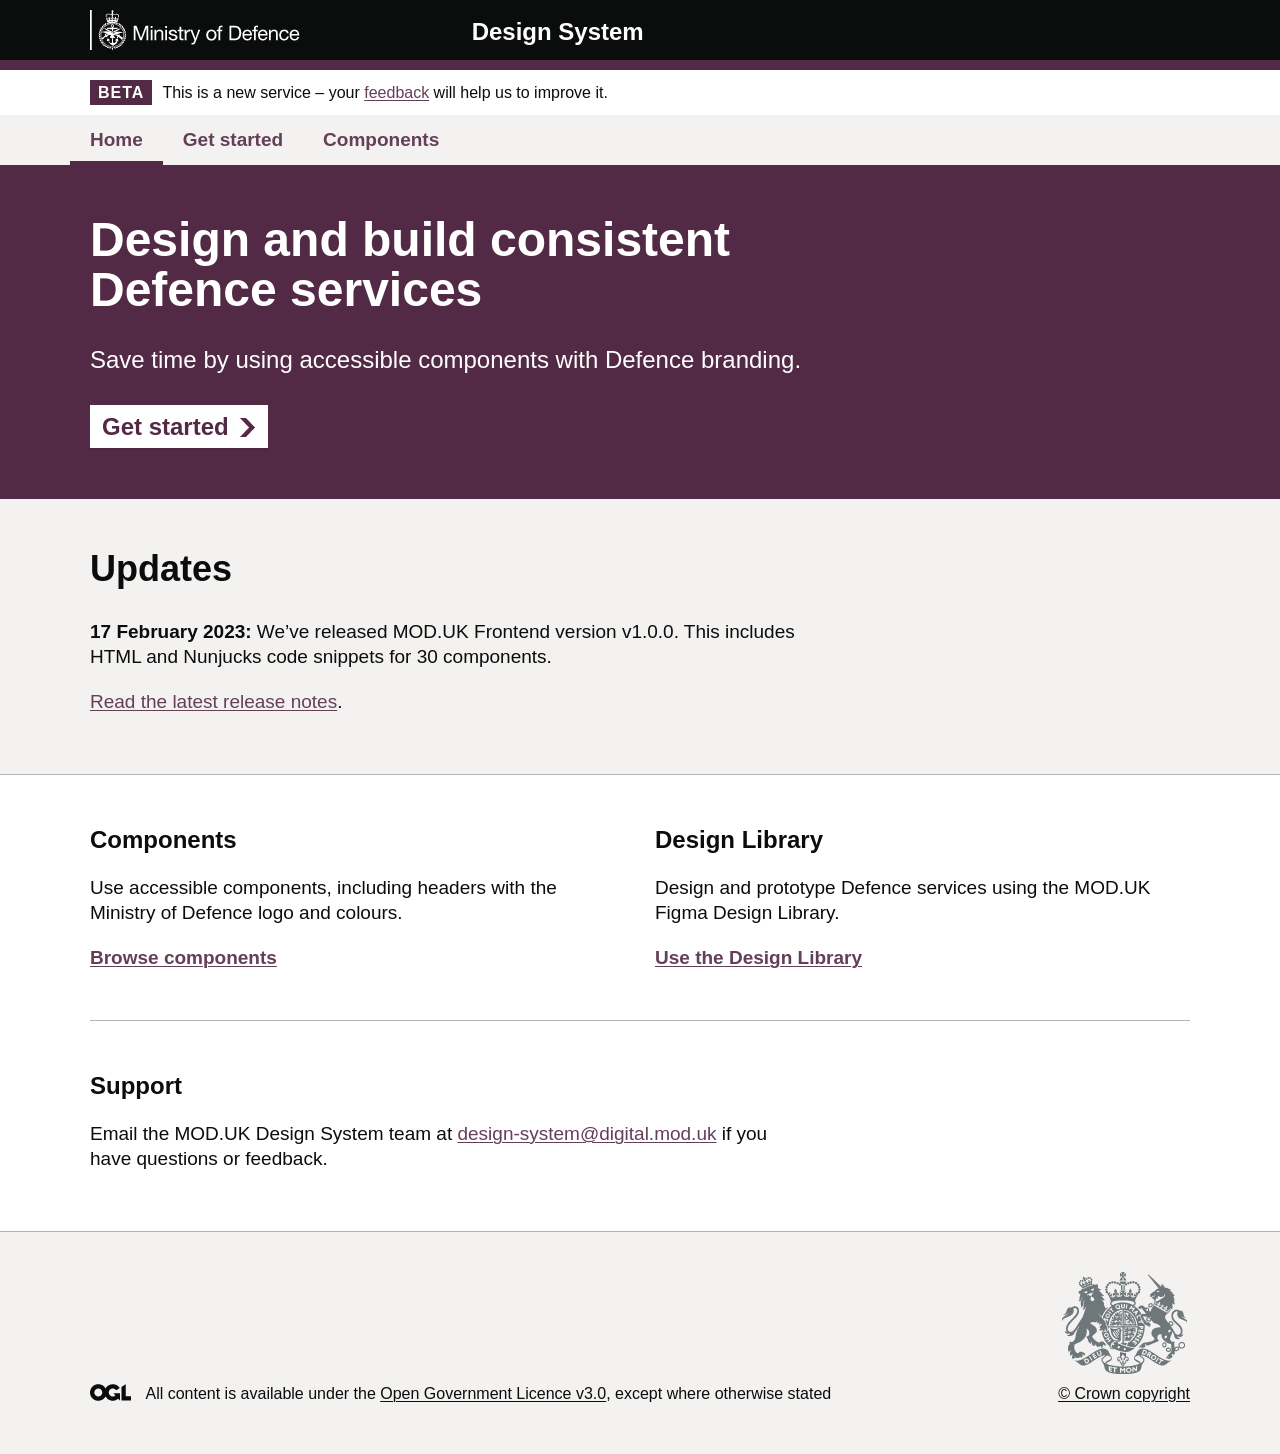 Ministry of Defence
Design System
BETA This is a new service – your feedback will help us to improve it.
Home Get started Components
Design and build consistent
Defence services
Save time by using accessible components with Defence branding.
Get started
Updates
17 February 2023: We’ve released MOD.UK Frontend version v1.0.0. This includes
HTML and Nunjucks code snippets for 30 components.
Read the latest release notes.
Components
Use accessible components, including headers with the
Ministry of Defence logo and colours.
Browse components
Design Library
Design and prototype Defence services using the MOD.UK
Figma Design Library.
Use the Design Library
Support
Email the MOD.UK Design System team at design-system@digital.mod.uk if you
have questions or feedback.
DIEU ET MON DROIT
OGL All content is available under the Open Government Licence v3.0, except where otherwise stated
© Crown copyright